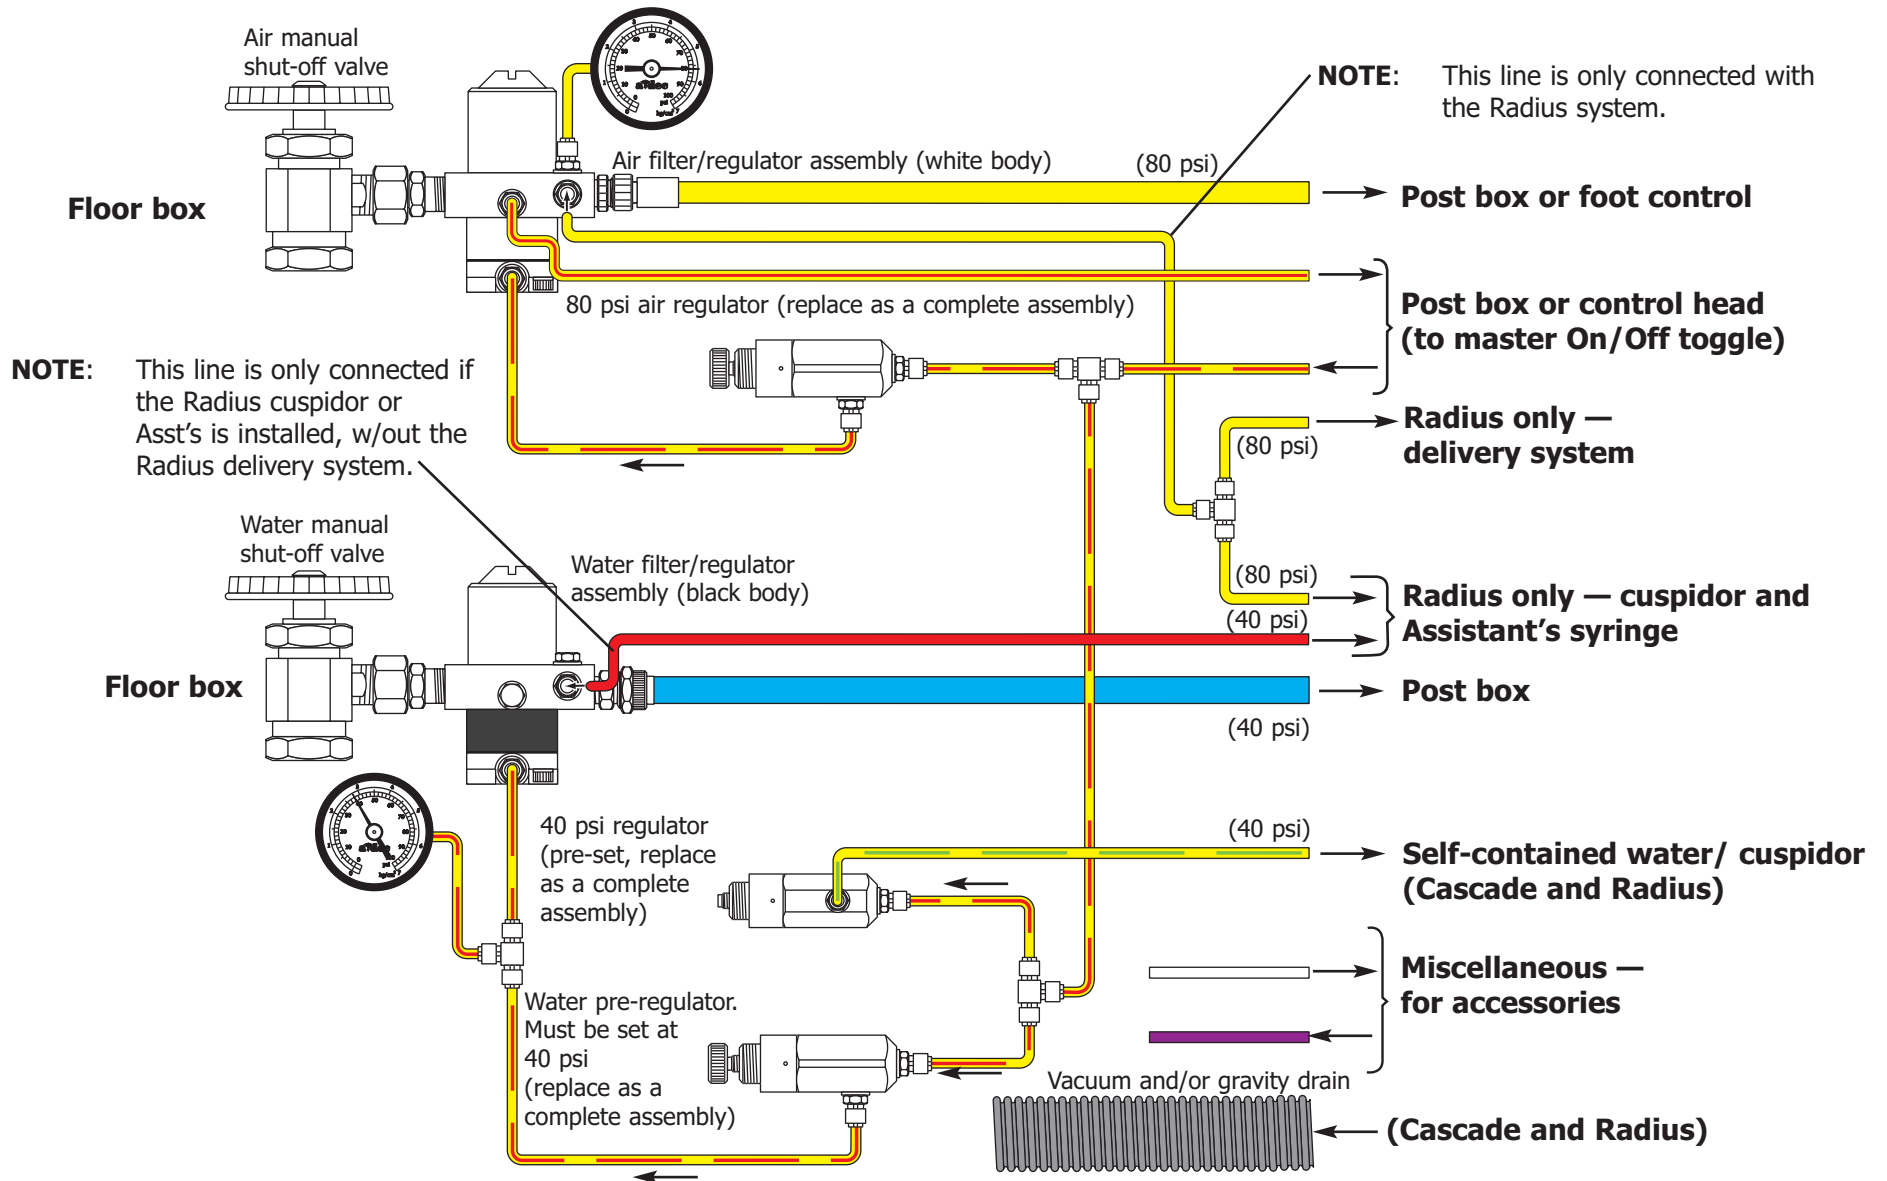 Air manual
shut-off valve
NOTE:
This line is only connected with
the Radius system.
Air filter/regulator assembly (white body)
(80 psi)
Post box or foot control
Floor box
80 psi air regulator (replace as a complete assembly)
Post box or control head
(to master On/Off toggle)
NOTE:
This line is only connected if
the Radius cuspidor or
Asst's is installed, w/out the
Radius delivery system.
(80 psi)
Radius only —
delivery system
Water manual
shut-off valve
Water filter/regulator
assembly (black body)
(80 psi)
(40 psi)
Radius only — cuspidor and
Assistant's syringe
Floor box
Post box
(40 psi)
40 psi regulator
(pre-set, replace
as a complete
assembly)
(40 psi)
Self-contained water/ cuspidor
(Cascade and Radius)
Miscellaneous —
for accessories
Water pre-regulator.
Must be set at
40 psi
(replace as a
complete assembly)
Vacuum and/or gravity drain
(Cascade and Radius)